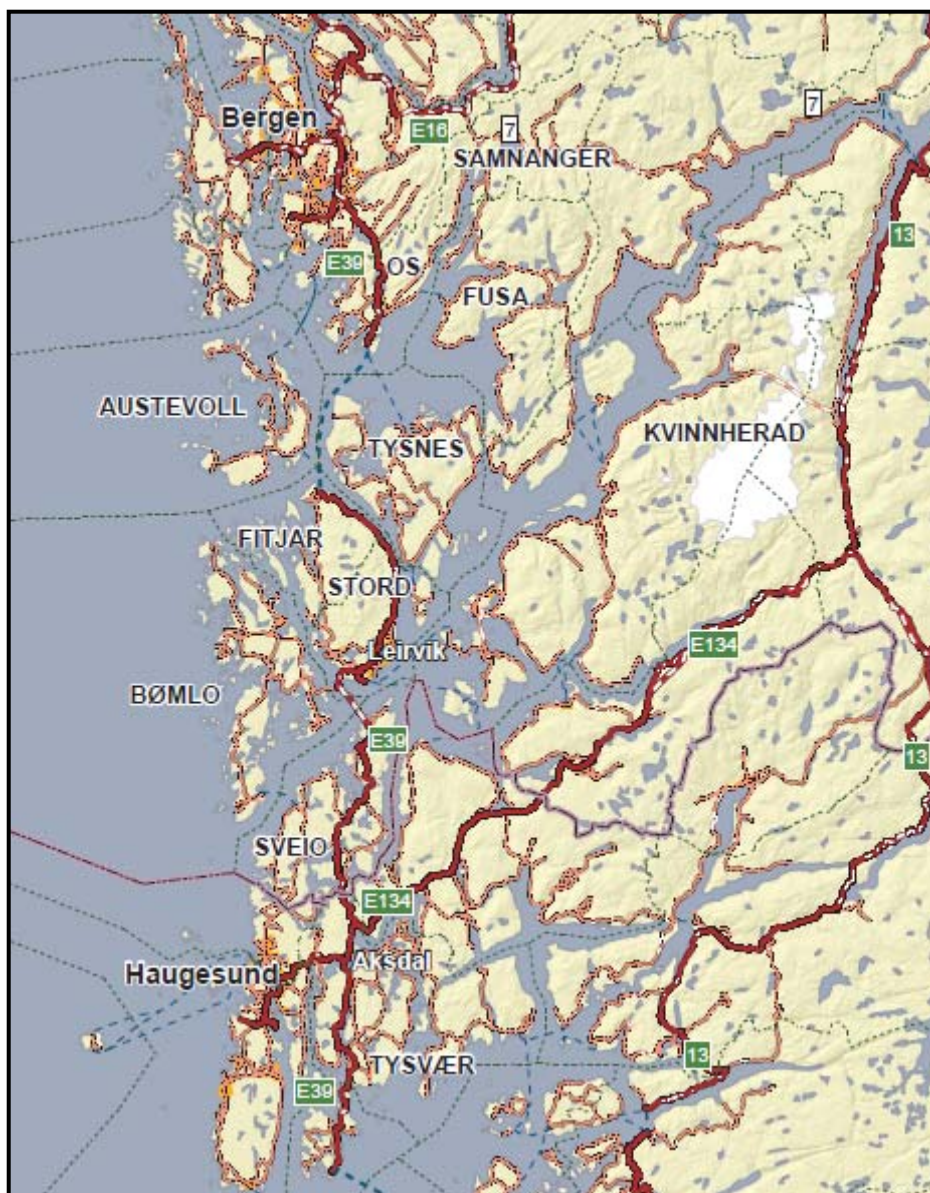 7
Bergen
E16
7
SAMNANGER
13
E39
OS
FUSA
AUSTEVOLL
TYSNES
KVINNHERAD
FITJAR
STORD
E134
Leirvik
BØMLO
E39
13
SVEIO
E134
Haugesund
Aksdal
13
TYSVÆR
E39